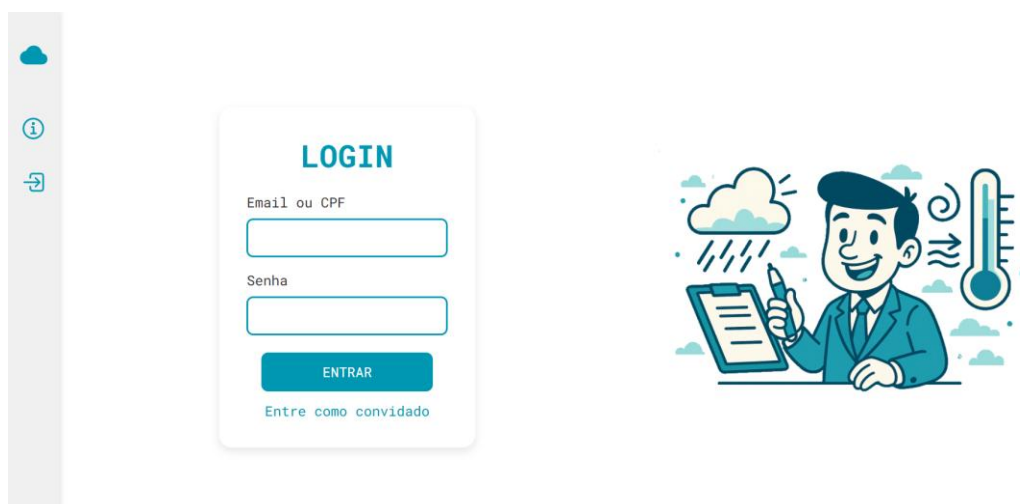 LOGIN
Email ou CPF
Senha
ENTRAR
Entre como convidado